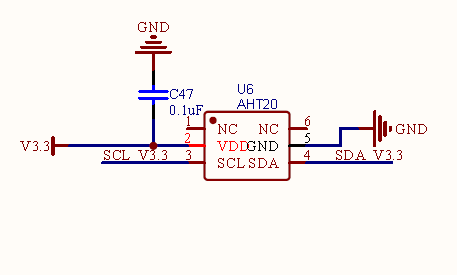 GND
C47
0.1uF
U6
AHT20
1 NC NC 6
V3.3 2 VDD GND 5 GND
SCL V3.3 3 SCL SDA 4 SDA V3.3